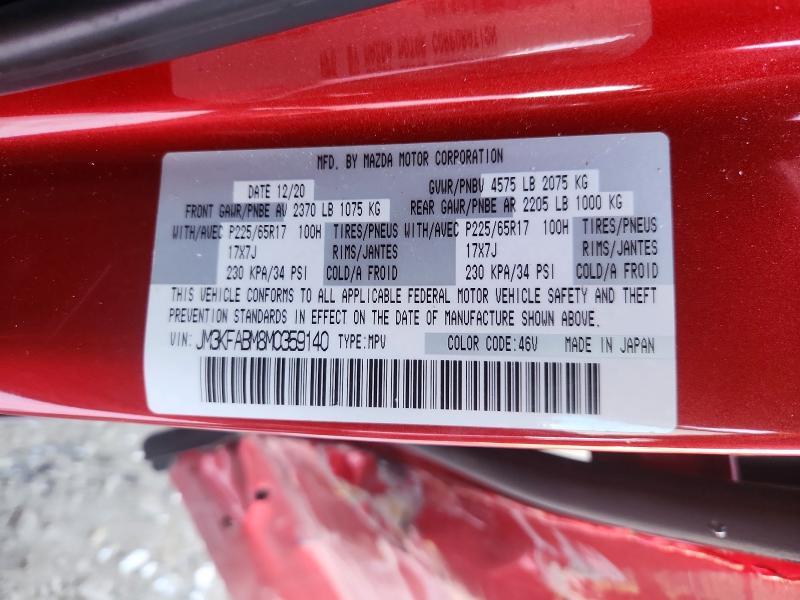 MFD. BY MAZDA MOTOR CORPORATION
DATE 12/20 GVWR/PNBV 4575 LB 2075 KG
FRONT GAWR/PNBE AV 2370 LB 1075 KG REAR GAWR/PNBE AR 2205 LB 1000 KG
WITH/AVEC P225/65R17 100H TIRES/PNEUS WITH/AVEC P225/65R17 100H TIRES/PNEUS
17X7J RIMS/JANTES 17X7J RIMS/JANTES
230 KPA/34 PSI COLD/A FROID 230 KPA/34 PSI COLD/A FROID
THIS VEHICLE CONFORMS TO ALL APPLICABLE FEDERAL MOTOR VEHICLE SAFETY AND THEFT
PREVENTION STANDARDS IN EFFECT ON THE DATE OF MANUFACTURE SHOWN ABOVE.
VIN: JM3KFABM8M0359140 TYPE:MPV COLOR CODE:46V MADE IN JAPAN